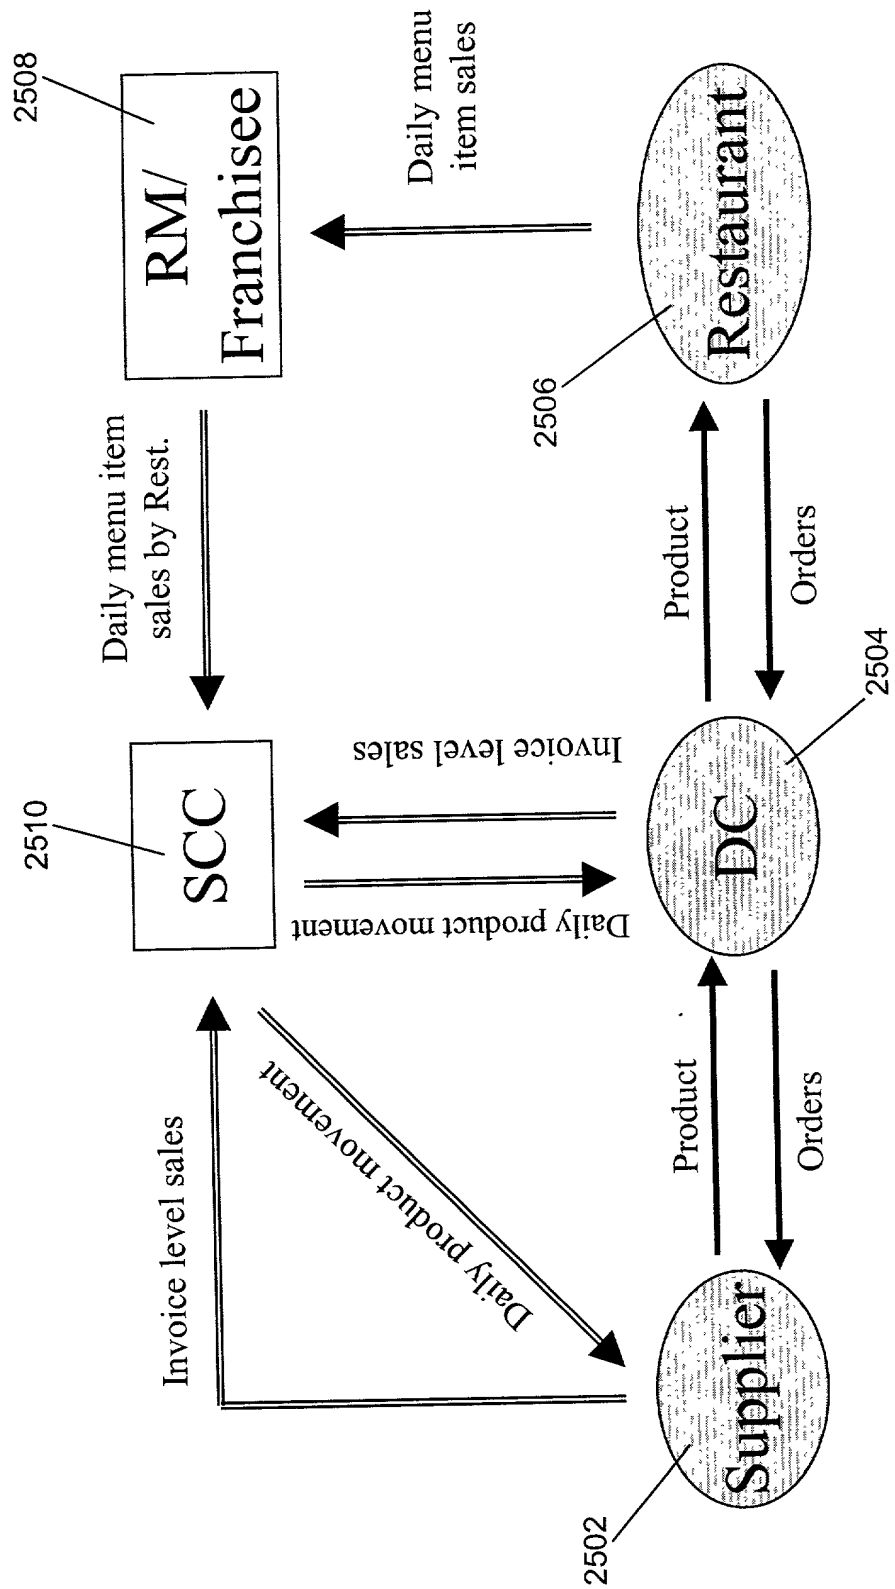 2510
2508
SCC
RM/
Franchisee
Daily menu item
sales by Rest.
Invoice level sales
Daily product movement
Daily product movement
Invoice level sales
Daily menu
item sales
2502
Supplier
Product
Orders
DC
2504
Product
Orders
2506
Restaurant